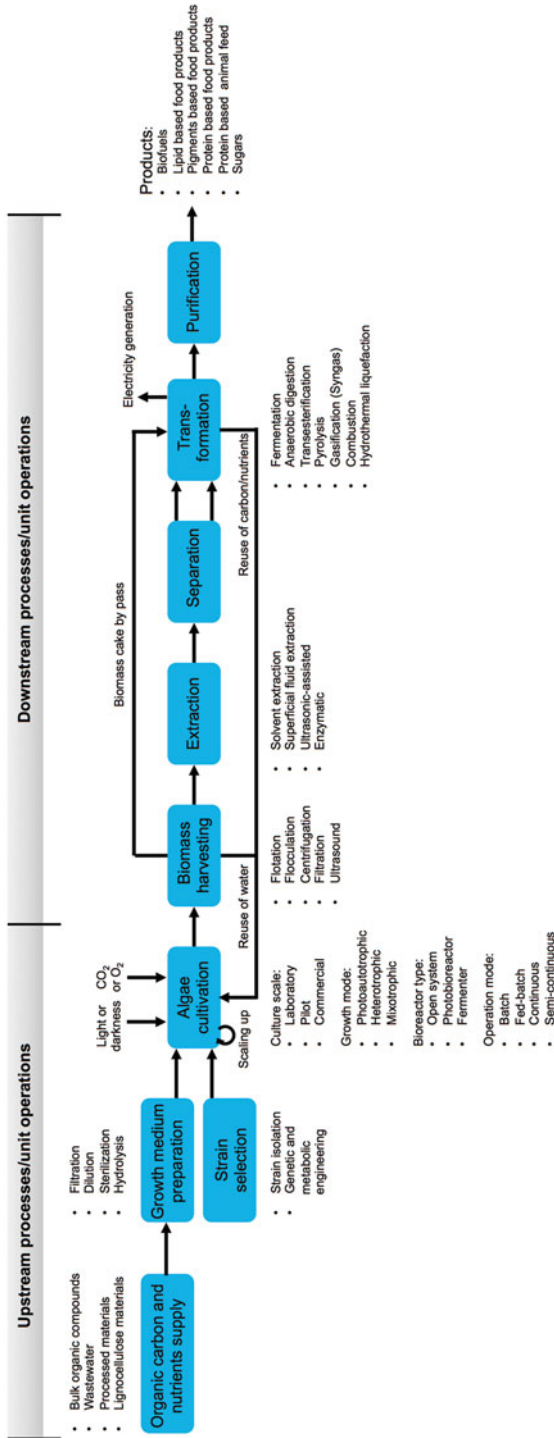 Upstream processes/unit operations
Downstream processes/unit operations
• Bulk organic compounds
• Wastewater
• Processed materials
• Lignocellulose materials
Organic carbon and
nutrients supply
• Filtration
• Dilution
• Sterilization
• Hydrolysis
Growth medium
preparation
Strain
selection
• Strain isolation
• Genetic and
metabolic
engineering
Light or
darkness
CO2
or O2
Algae
cultivation
Scaling up
Culture scale:
• Laboratory
• Pilot
• Commercial
Growth mode:
• Photoautotrophic
• Heterotrophic
• Mixotrophic
Bioreactor type:
• Open system
• Photobioreactor
• Fermenter
Operation mode:
• Batch
• Fed-batch
• Continuous
• Semi-continuous
Reuse of water
Biomass
harvesting
• Flotation
• Flocculation
• Centrifugation
• Filtration
• Ultrasound
Biomass cake by pass
Extraction
• Solvent extraction
• Superficial fluid extraction
• Ultrasonic-assisted
• Enzymatic
Separation
Reuse of carbon/nutrients
Electricity generation
Trans-
formation
• Fermentation
• Anaerobic digestion
• Transesterification
• Pyrolysis
• Gasification (Syngas)
• Combustion
• Hydrothermal liquefaction
Purification
Products:
• Biofuels
• Lipid based food products
• Pigments based food products
• Protein based food products
• Protein based animal feed
• Sugars